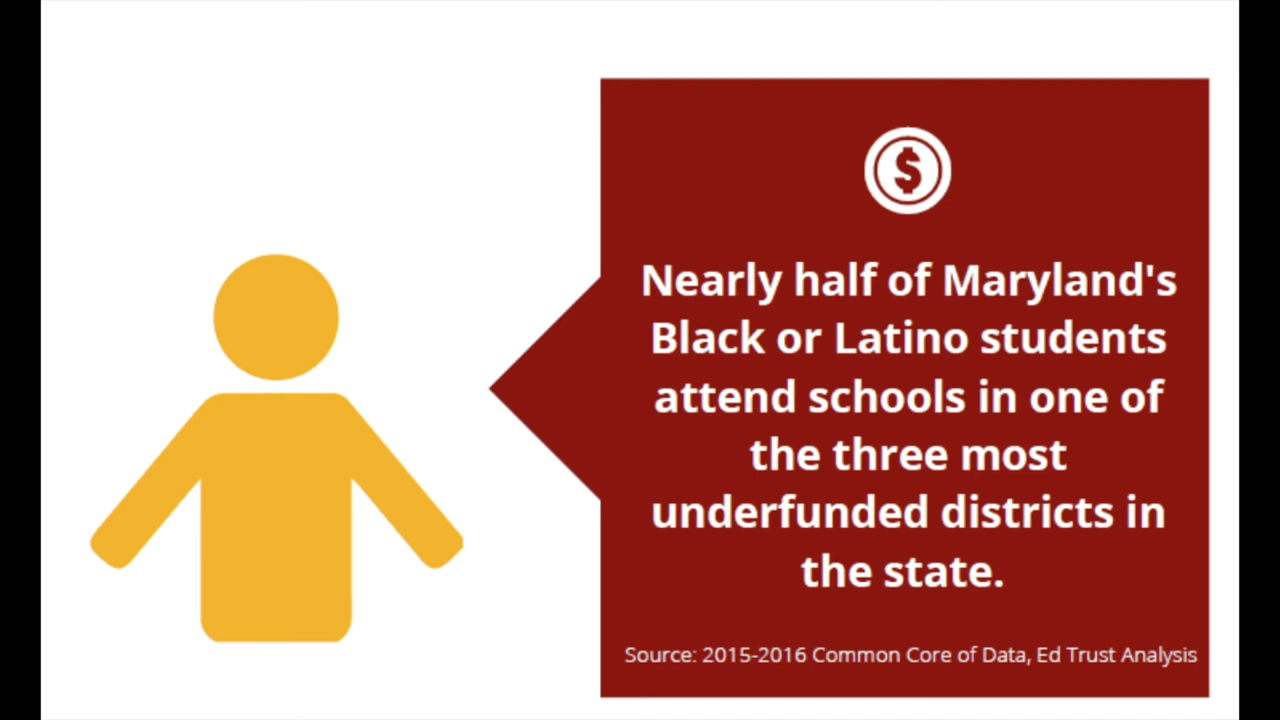 $
Nearly half of Maryland's
Black or Latino students
attend schools in one of
the three most
underfunded districts in
the state.
Source: 2015-2016 Common Core of Data, Ed Trust Analysis